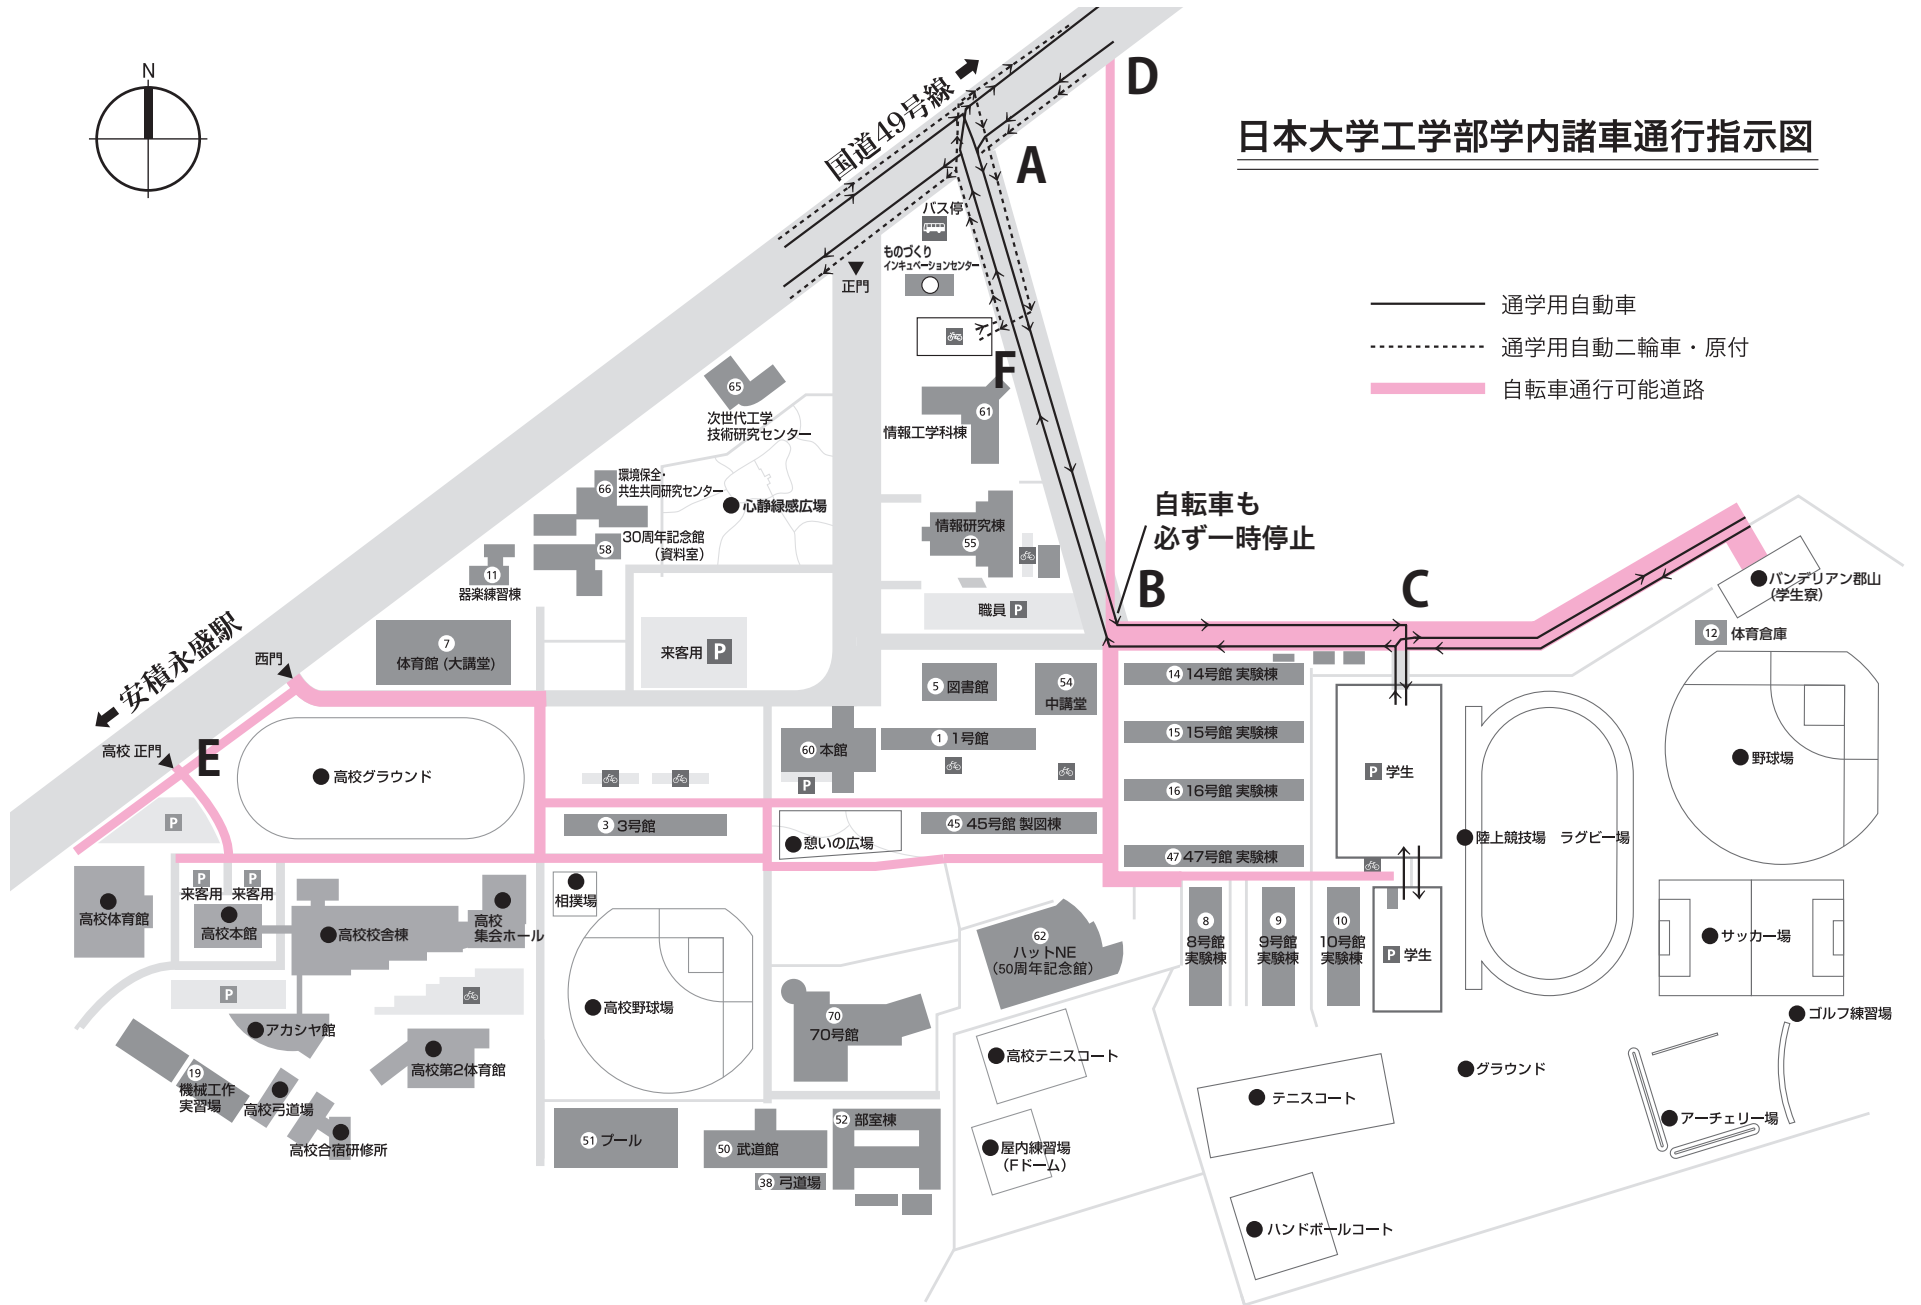 N
国道49号線
D
日本大学工学部学内諸車通行指示図
A
バス停
ものづくり
インキュベーションセンター
正門
通学用自動車
通学用自動二輪車・原付
自転車通行可能道路
F
65
次世代工学
技術研究センター
61
情報工学科棟
66
環境保全・
共生共同研究センター
心静緑感広場
58
30周年記念館
（資料室）
11
器楽練習棟
情報研究棟
55
自転車も
必ず一時停止
B
C
職員 P
バンデリアン郡山
（学生寮）
12 体育倉庫
安積永盛駅
西門
7
体育館 (大講堂)
来客用 P
5 図書館
54
中講堂
14 14号館 実験棟
15 15号館 実験棟
16 16号館 実験棟
47 47号館 実験棟
1 1号館
60 本館
P
高校 正門
E
高校グラウンド
P
3 3号館
憩いの広場
45 45号館 製図棟
P 学生
陸上競技場 ラグビー場
野球場
高校体育館
P
来客用
P
来客用
高校本館
高校校舎棟
高校
集会ホール
相撲場
62
ハットNE
（50周年記念館）
8
8号館
実験棟
9
9号館
実験棟
10
10号館
実験棟
P 学生
サッカー場
P
アカシヤ館
高校野球場
70
70号館
高校第2体育館
19
機械工作
実習場
高校弓道場
高校合宿研修所
高校テニスコート
テニスコート
グラウンド
ゴルフ練習場
アーチェリー場
51 プール
50 武道館
52 部室棟
38 弓道場
屋内練習場
（Fドーム）
ハンドボールコート